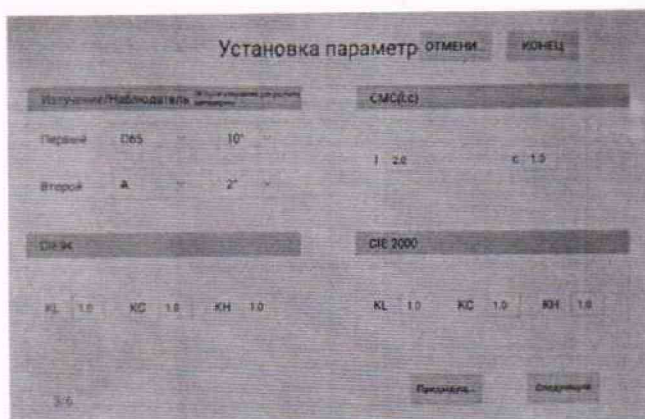 Установка параметр ОТМЕНИ... КОНЕЦ
Излучение/Наблюдатель
CMC(l:c)
Первый D65 10°
l 2.0 c 1.0
Второй A 2°
CIE 94
CIE 2000
KL 1.0 KC 1.0 KH 1.0
KL 1.0 KC 1.0 KH 1.0
Предыдущ... Следующая
3/6